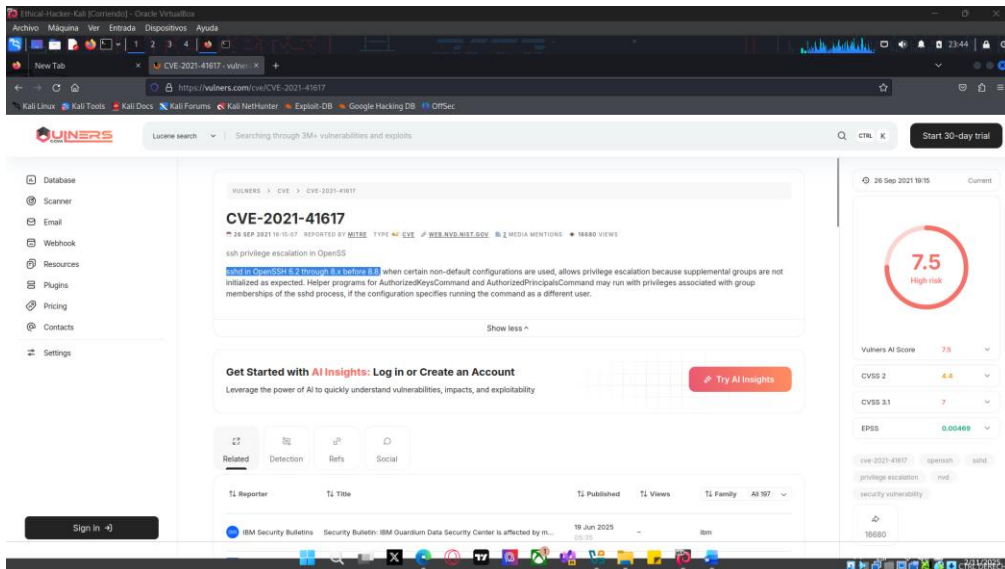 Ethical-Hacker-Kali [Corriendo] - Oracle VirtualBox
Archivo Máquina Ver Entrada Dispositivos Ayuda
1 2 3 4
23:44
New Tab
CVE-2021-41617 - vulner
https://vulners.com/cve/CVE-2021-41617
Kali Linux Kali Tools Kali Docs Kali Forums Kali NetHunter Exploit-DB Google Hacking DB OffSec
VULNERS
.COM
Lucene search
Searching through 3M+ vulnerabilities and exploits
CTRL K
Start 30-day trial
Database
Scanner
Email
Webhook
Resources
Plugins
Pricing
Contacts
Settings
Sign in
VULNERS > CVE > CVE-2021-41617
CVE-2021-41617
26 SEP 2021 19:15:07 REPORTED BY MITRE TYPE CVE WEB.NVD.NIST.GOV 2 MEDIA MENTIONS 16680 VIEWS
ssh privilege escalation in OpenSS
sshd in OpenSSH 6.2 through 8.x before 8.8, when certain non-default configurations are used, allows privilege escalation because supplemental groups are not
initialized as expected. Helper programs for AuthorizedKeysCommand and AuthorizedPrincipalsCommand may run with privileges associated with group
memberships of the sshd process, if the configuration specifies running the command as a different user.
Show less
Get Started with AI Insights: Log in or Create an Account
Leverage the power of AI to quickly understand vulnerabilities, impacts, and exploitability
Try AI Insights
Related Detection Refs Social
Reporter Title Published Views Family All 197
IBM Security Bulletins Security Bulletin: IBM Guardium Data Security Center is affected by m... 19 Jun 2025 – ibm
26 Sep 2021 19:15 Current
7.5
High risk
Vulners AI Score 7.5
CVSS 2 4.4
CVSS 3.1 7
EPSS 0.00469
cve-2021-41617 openssh sshd
privilege escalation nvd
security vulnerability
16680
2/11/2025